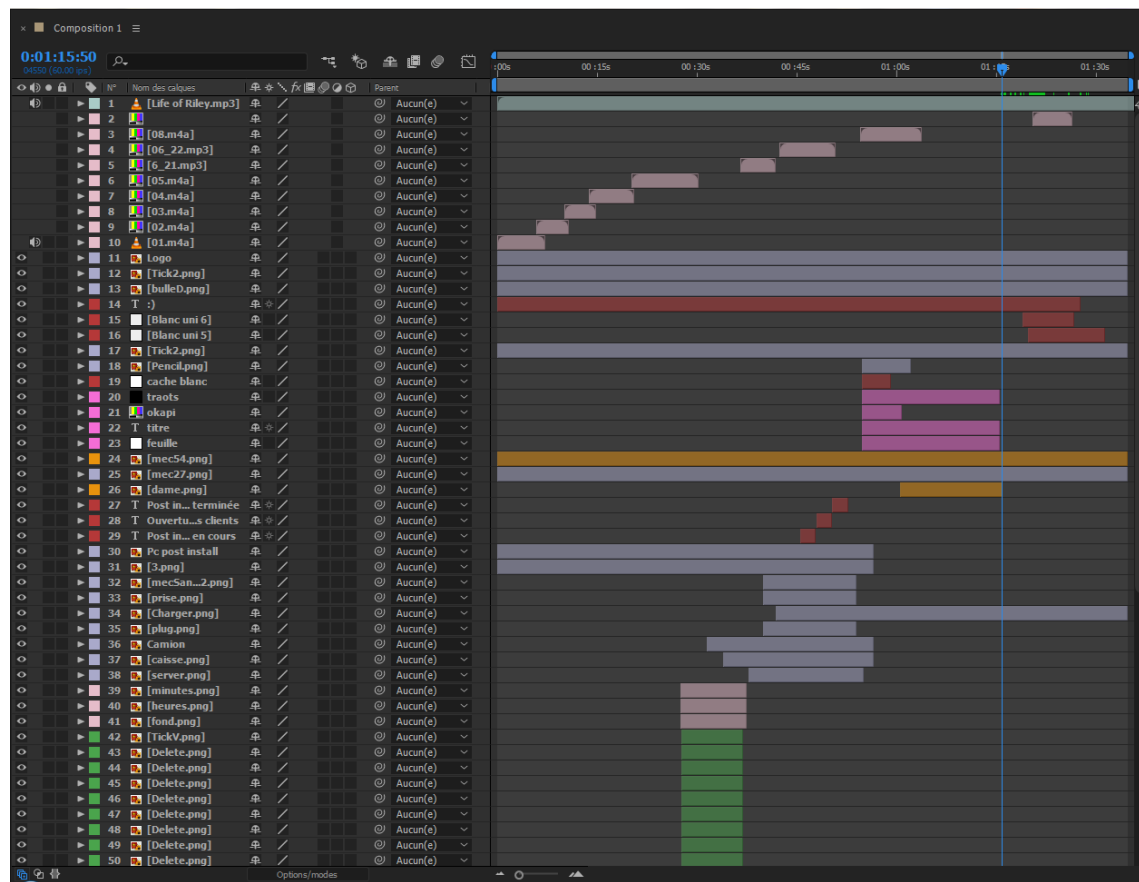 × Composition 1 ≡
0:01:15:50
04550 (60.00 ips)
:00s 00:15s 00:30s 00:45s 01:00s 01:15s 01:30s
N° Nom des calques fx Parent
1 [Life of Riley.mp3] Aucun(e)
2 Aucun(e)
3 [08.m4a] Aucun(e)
4 [06_22.mp3] Aucun(e)
5 [6_21.mp3] Aucun(e)
6 [05.m4a] Aucun(e)
7 [04.m4a] Aucun(e)
8 [03.m4a] Aucun(e)
9 [02.m4a] Aucun(e)
10 [01.m4a] Aucun(e)
11 Logo Aucun(e)
12 [Tick2.png] Aucun(e)
13 [bulleD.png] Aucun(e)
14 T :) Aucun(e)
15 [Blanc uni 6] Aucun(e)
16 [Blanc uni 5] Aucun(e)
17 [Tick2.png] Aucun(e)
18 [Pencil.png] Aucun(e)
19 cache blanc Aucun(e)
20 traots Aucun(e)
21 okapi Aucun(e)
22 T titre Aucun(e)
23 feuille Aucun(e)
24 [mec54.png] Aucun(e)
25 [mec27.png] Aucun(e)
26 [dame.png] Aucun(e)
27 T Post in... terminée Aucun(e)
28 T Ouvertu...s clients Aucun(e)
29 T Post in... en cours Aucun(e)
30 Pc post install Aucun(e)
31 [3.png] Aucun(e)
32 [mecSan...2.png] Aucun(e)
33 [prise.png] Aucun(e)
34 [Charger.png] Aucun(e)
35 [plug.png] Aucun(e)
36 Camion Aucun(e)
37 [caisse.png] Aucun(e)
38 [server.png] Aucun(e)
39 [minutes.png] Aucun(e)
40 [heures.png] Aucun(e)
41 [fond.png] Aucun(e)
42 [TickV.png] Aucun(e)
43 [Delete.png] Aucun(e)
44 [Delete.png] Aucun(e)
45 [Delete.png] Aucun(e)
46 [Delete.png] Aucun(e)
47 [Delete.png] Aucun(e)
48 [Delete.png] Aucun(e)
49 [Delete.png] Aucun(e)
50 [Delete.png] Aucun(e)
Options/modes